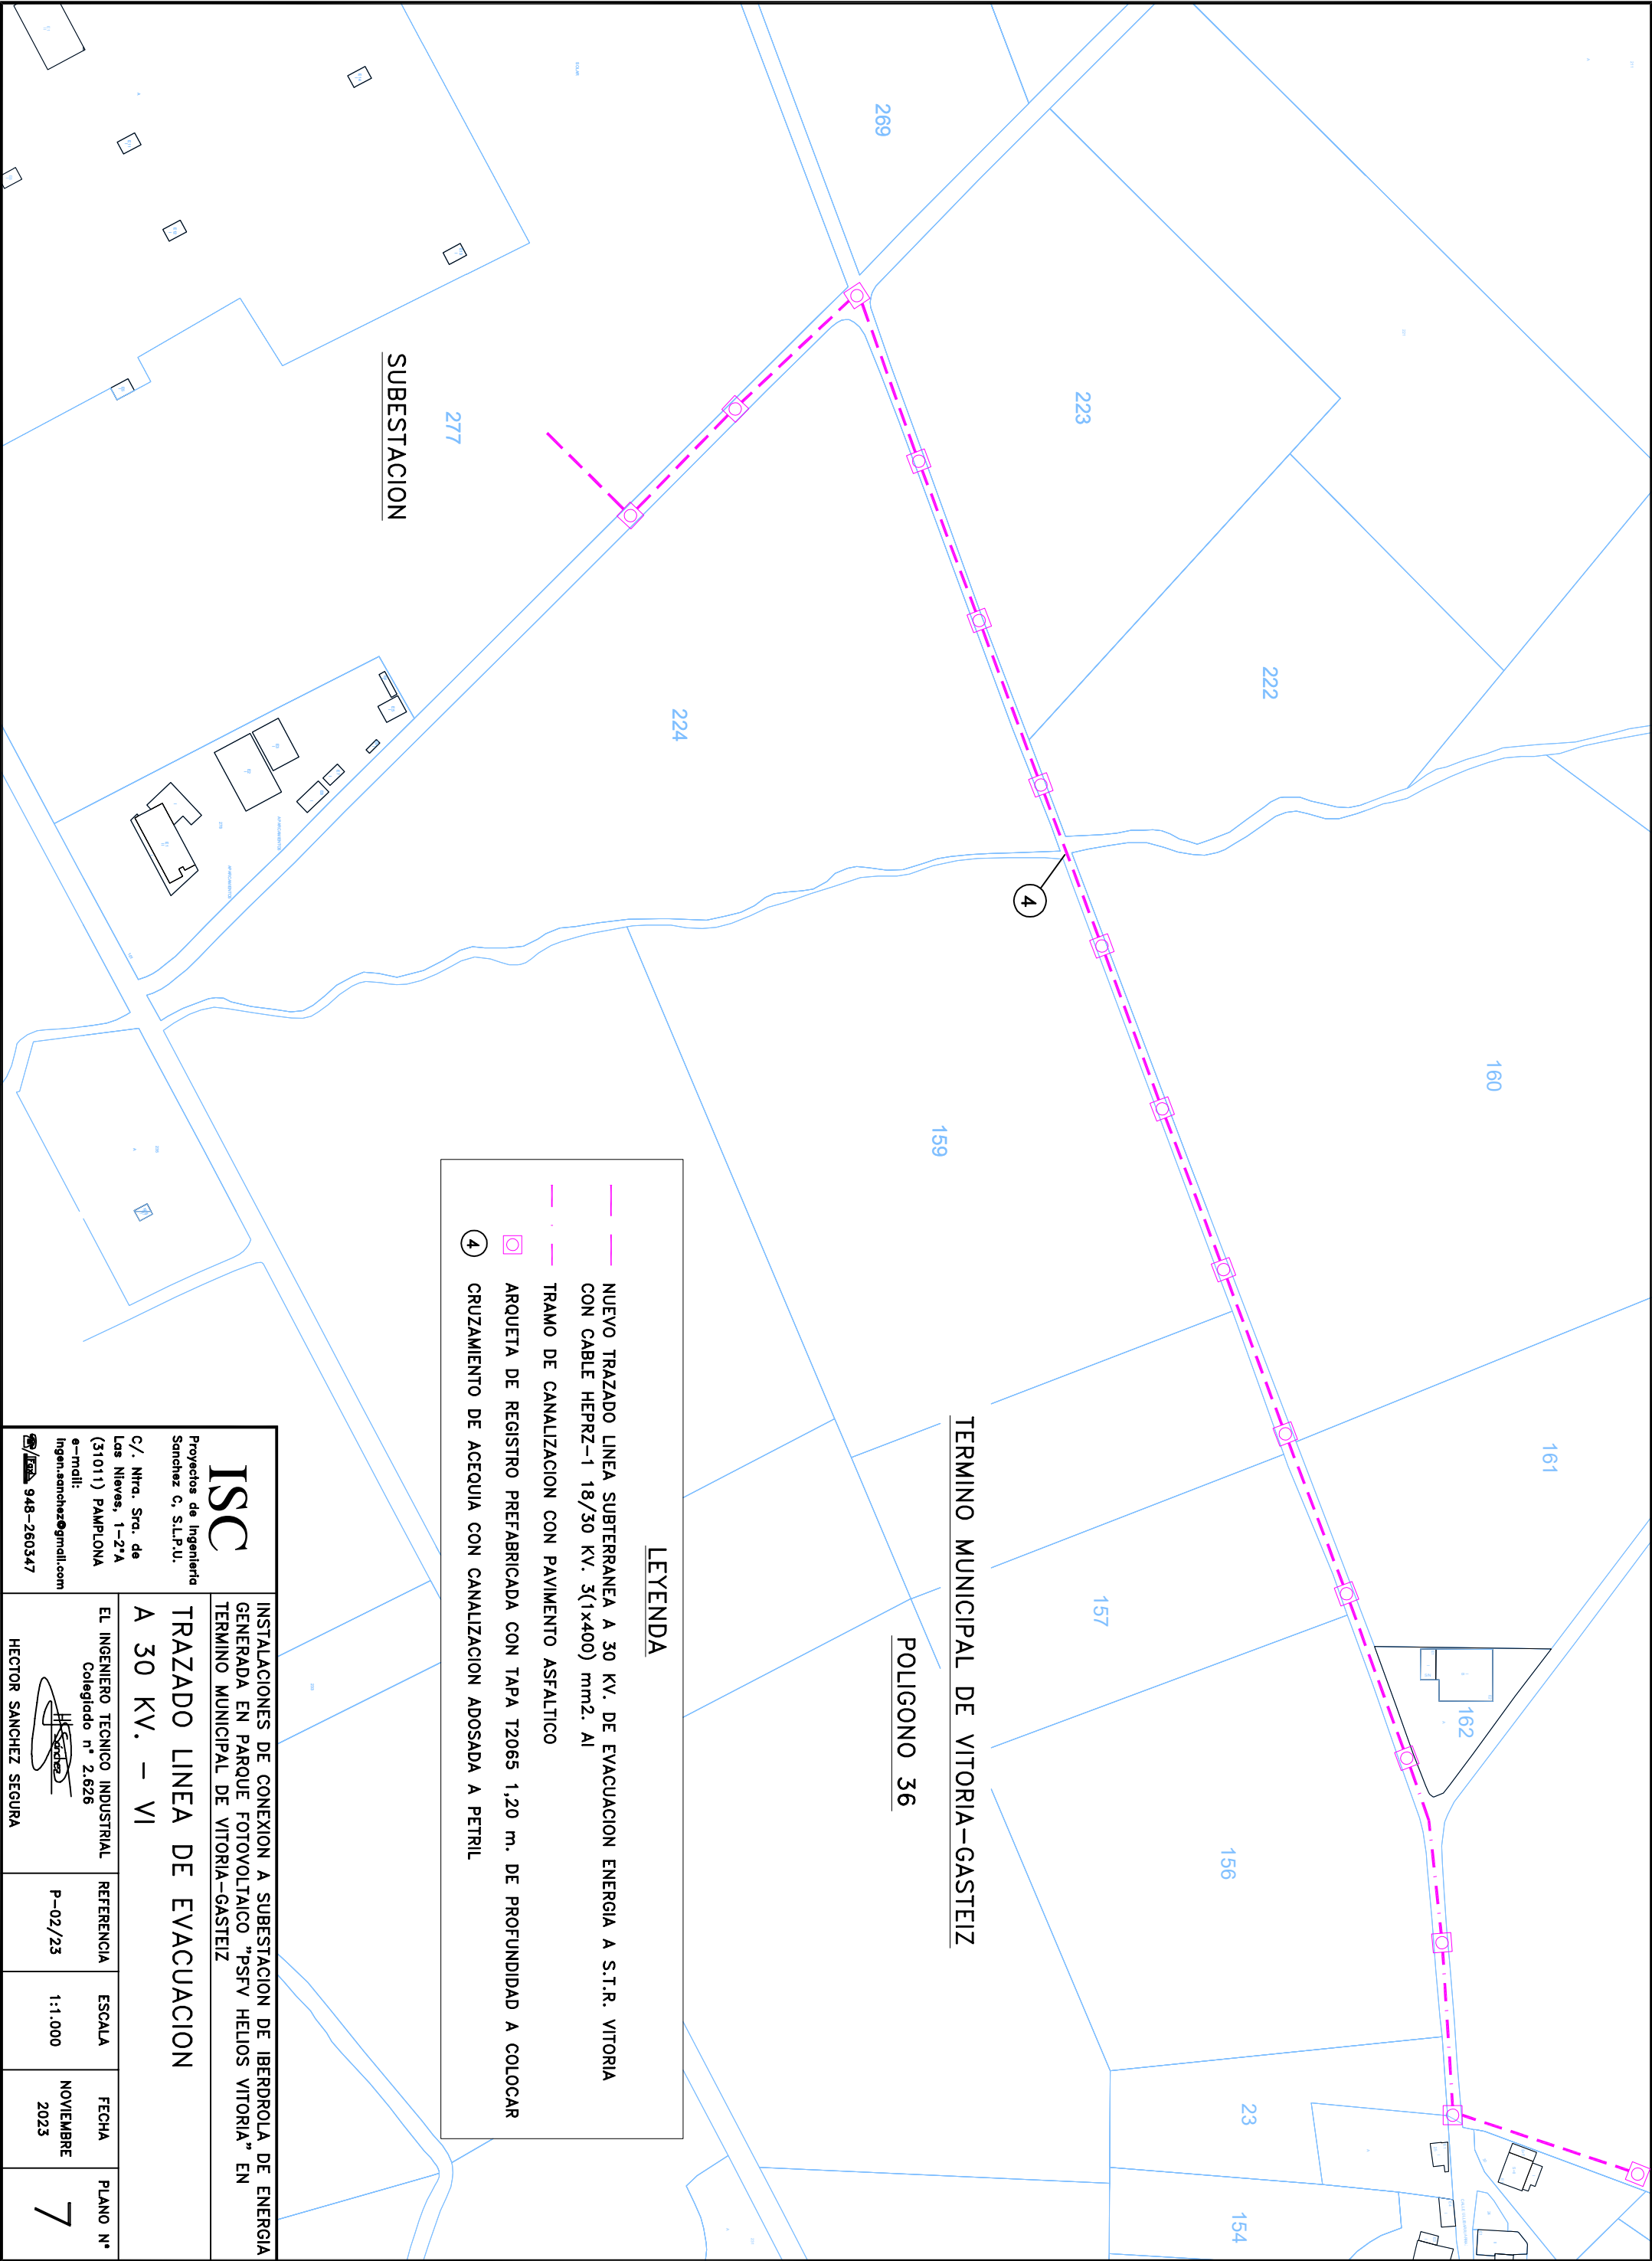 269
223
222
277
SUBESTACION
224
4
160
159
161
162
157
156
23
154
TERMINO MUNICIPAL DE VITORIA-GASTEIZ
POLIGONO 36
LEYENDA
NUEVO TRAZADO LINEA SUBTERRANEA A 30 KV. DE EVACUACION ENERGIA A S.T.R. VITORIA
CON CABLE HEPRZ-1 18/30 KV. 3(1x400) mm2. Al
TRAMO DE CANALIZACION CON PAVIMENTO ASFALTICO
ARQUETA DE REGISTRO PREFABRICADA CON TAPA T2065 1,20 m. DE PROFUNDIDAD A COLOCAR
4 CRUZAMIENTO DE ACEQUIA CON CANALIZACION ADOSADA A PETRIL
ISC
Proyectos de Ingenieria
Sanchez C, S.L.P.U.
C/. Ntra. Sra. de
Las Nieves, 1-2ºA
(31011) PAMPLONA
e-mail:
ingen.sanchez@gmail.com
/Fax 948-260347
INSTALACIONES DE CONEXION A SUBESTACION DE IBERDROLA DE ENERGIA
GENERADA EN PARQUE FOTOVOLTAICO "PSFV HELIOS VITORIA" EN
TERMINO MUNICIPAL DE VITORIA-GASTEIZ
TRAZADO LINEA DE EVACUACION
A 30 KV. - VI
EL INGENIERO TECNICO INDUSTRIAL
Colegiado nº 2.626
HECTOR SANCHEZ SEGURA
REFERENCIA
P-02/23
ESCALA
1:1.000
FECHA
NOVIEMBRE
2023
PLANO Nº
7